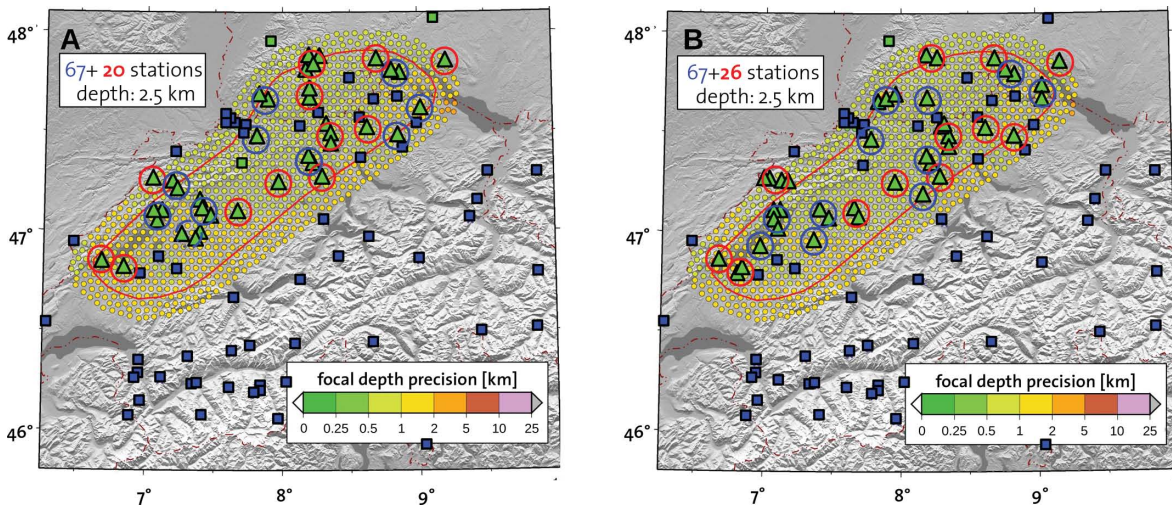 A
67+ 20 stations
depth: 2.5 km
48°
47°
46°
focal depth precision [km]
0 0.25 0.5 1 2 5 10 25
7° 8° 9°
B
67+26 stations
depth: 2.5 km
48°
47°
46°
focal depth precision [km]
0 0.25 0.5 1 2 5 10 25
7° 8° 9°